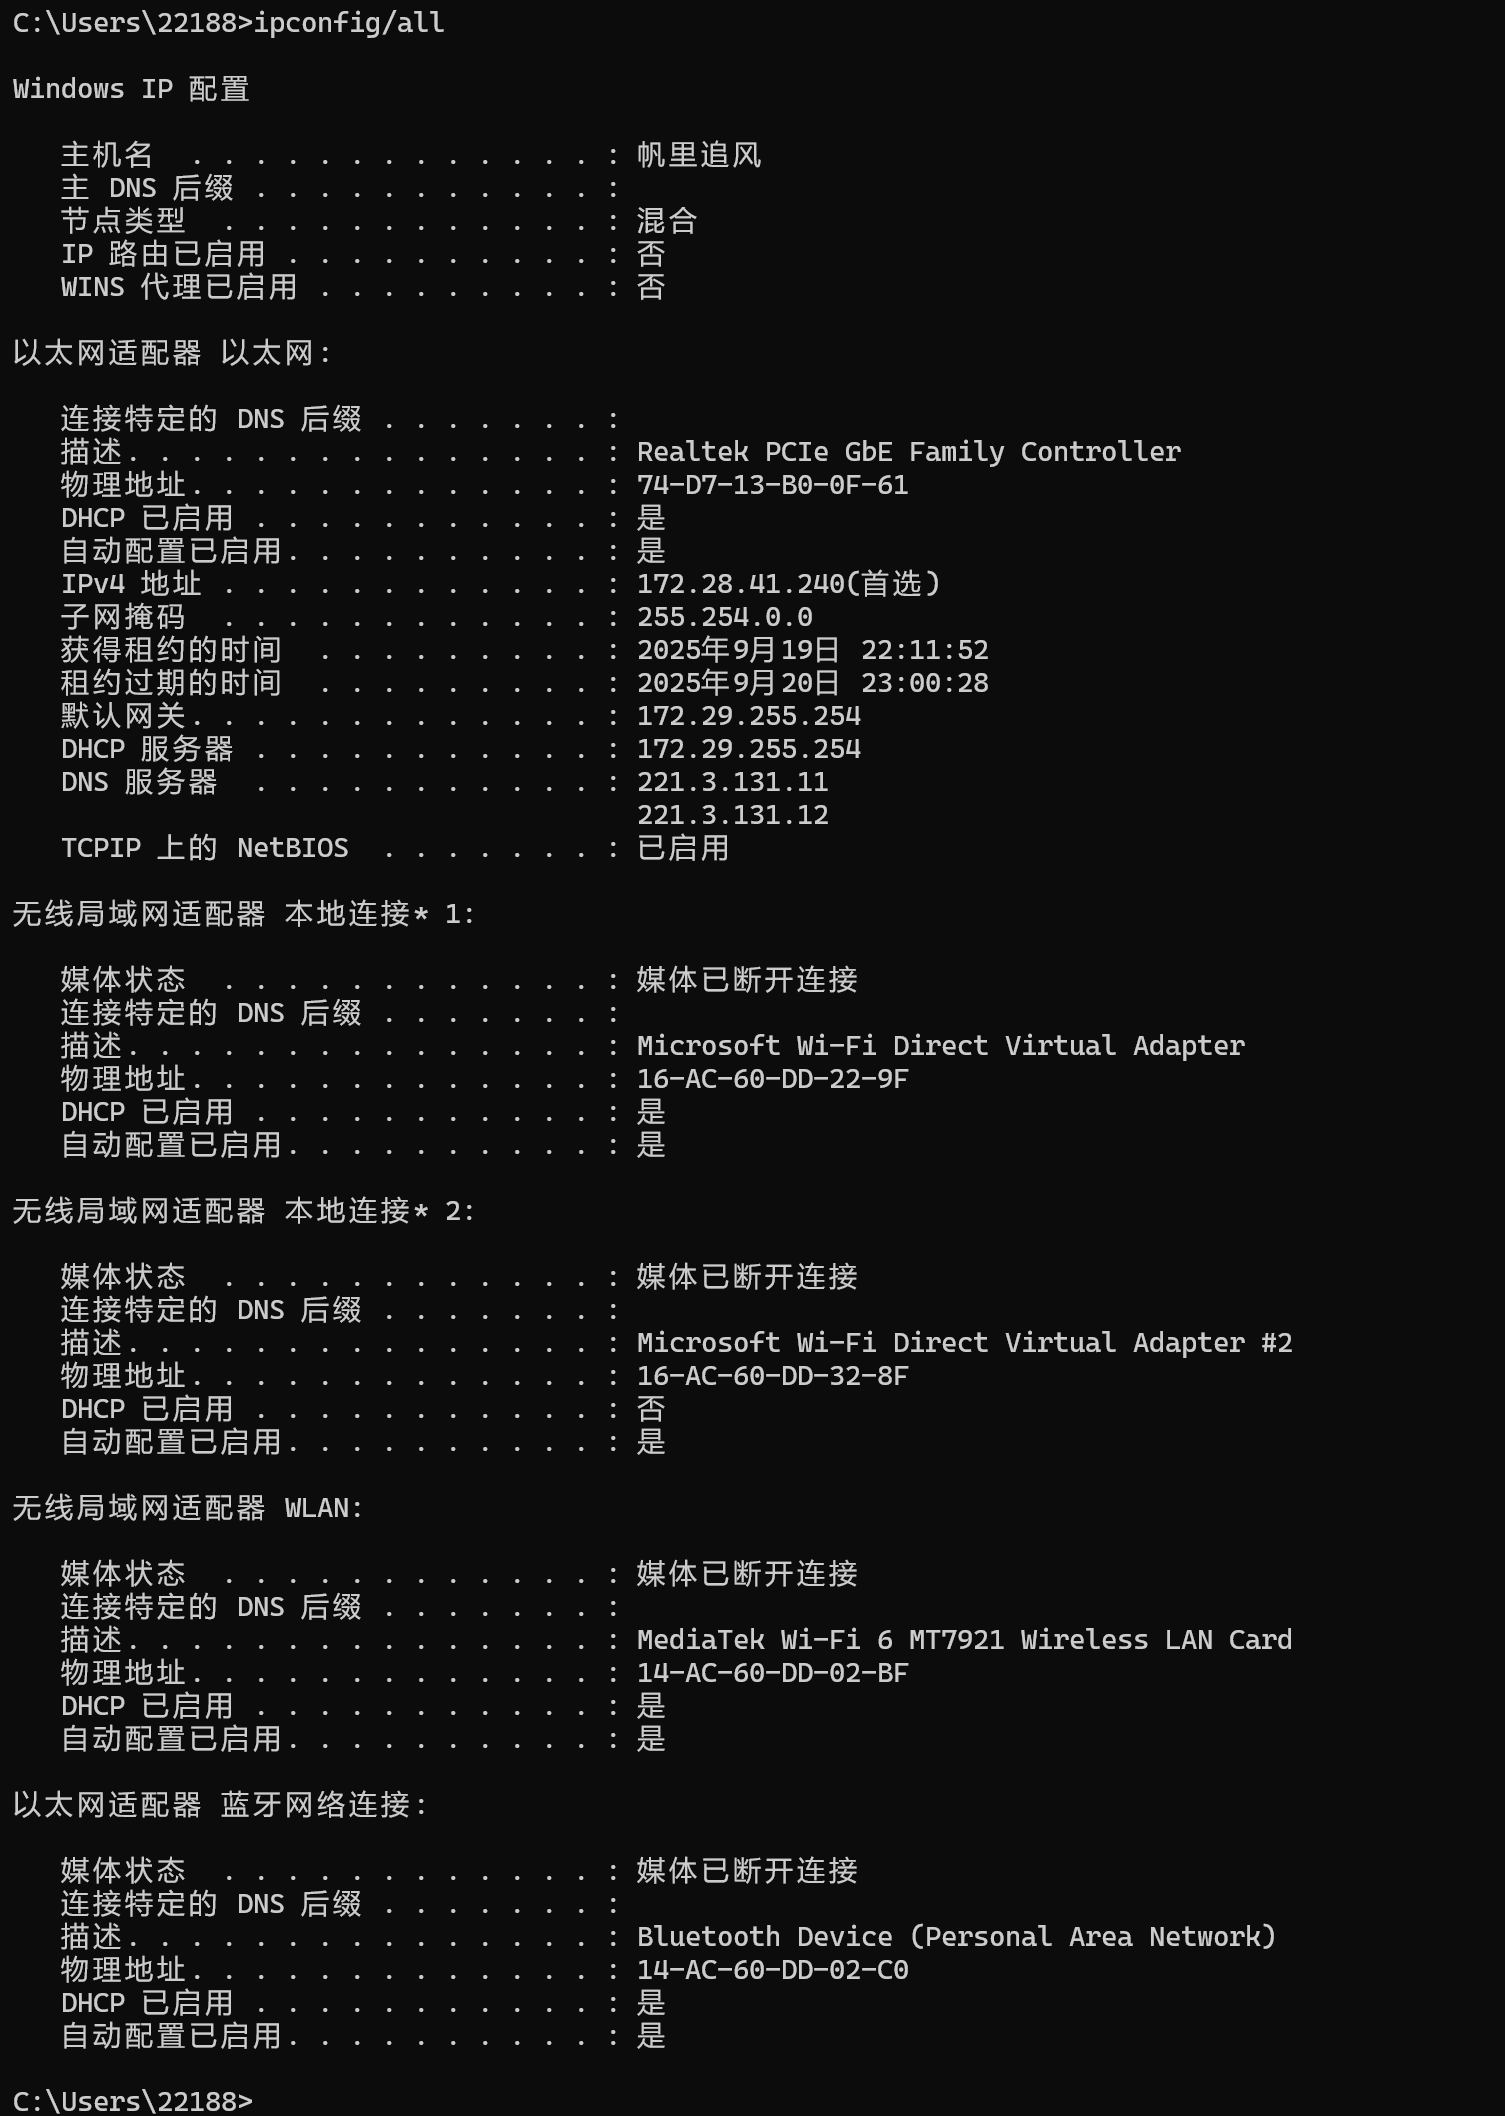 C:\Users\22188>ipconfig/all
Windows IP 配置
主机名  . . . . . . . . . . . . . : 帆里追风
主 DNS 后缀 . . . . . . . . . . . :
节点类型  . . . . . . . . . . . . : 混合
IP 路由已启用 . . . . . . . . . . : 否
WINS 代理已启用 . . . . . . . . . : 否
以太网适配器 以太网:
连接特定的 DNS 后缀 . . . . . . . :
描述. . . . . . . . . . . . . . . : Realtek PCIe GbE Family Controller
物理地址. . . . . . . . . . . . . : 74-D7-13-B0-0F-61
DHCP 已启用 . . . . . . . . . . . : 是
自动配置已启用. . . . . . . . . . : 是
IPv4 地址 . . . . . . . . . . . . : 172.28.41.240(首选)
子网掩码  . . . . . . . . . . . . : 255.254.0.0
获得租约的时间  . . . . . . . . . : 2025年9月19日 22:11:52
租约过期的时间  . . . . . . . . . : 2025年9月20日 23:00:28
默认网关. . . . . . . . . . . . . : 172.29.255.254
DHCP 服务器 . . . . . . . . . . . : 172.29.255.254
DNS 服务器  . . . . . . . . . . . : 221.3.131.11
221.3.131.12
TCPIP 上的 NetBIOS  . . . . . . . : 已启用
无线局域网适配器 本地连接* 1:
媒体状态  . . . . . . . . . . . . : 媒体已断开连接
连接特定的 DNS 后缀 . . . . . . . :
描述. . . . . . . . . . . . . . . : Microsoft Wi-Fi Direct Virtual Adapter
物理地址. . . . . . . . . . . . . : 16-AC-60-DD-22-9F
DHCP 已启用 . . . . . . . . . . . : 是
自动配置已启用. . . . . . . . . . : 是
无线局域网适配器 本地连接* 2:
媒体状态  . . . . . . . . . . . . : 媒体已断开连接
连接特定的 DNS 后缀 . . . . . . . :
描述. . . . . . . . . . . . . . . : Microsoft Wi-Fi Direct Virtual Adapter #2
物理地址. . . . . . . . . . . . . : 16-AC-60-DD-32-8F
DHCP 已启用 . . . . . . . . . . . : 否
自动配置已启用. . . . . . . . . . : 是
无线局域网适配器 WLAN:
媒体状态  . . . . . . . . . . . . : 媒体已断开连接
连接特定的 DNS 后缀 . . . . . . . :
描述. . . . . . . . . . . . . . . : MediaTek Wi-Fi 6 MT7921 Wireless LAN Card
物理地址. . . . . . . . . . . . . : 14-AC-60-DD-02-BF
DHCP 已启用 . . . . . . . . . . . : 是
自动配置已启用. . . . . . . . . . : 是
以太网适配器 蓝牙网络连接:
媒体状态  . . . . . . . . . . . . : 媒体已断开连接
连接特定的 DNS 后缀 . . . . . . . :
描述. . . . . . . . . . . . . . . : Bluetooth Device (Personal Area Network)
物理地址. . . . . . . . . . . . . : 14-AC-60-DD-02-C0
DHCP 已启用 . . . . . . . . . . . : 是
自动配置已启用. . . . . . . . . . : 是
C:\Users\22188>